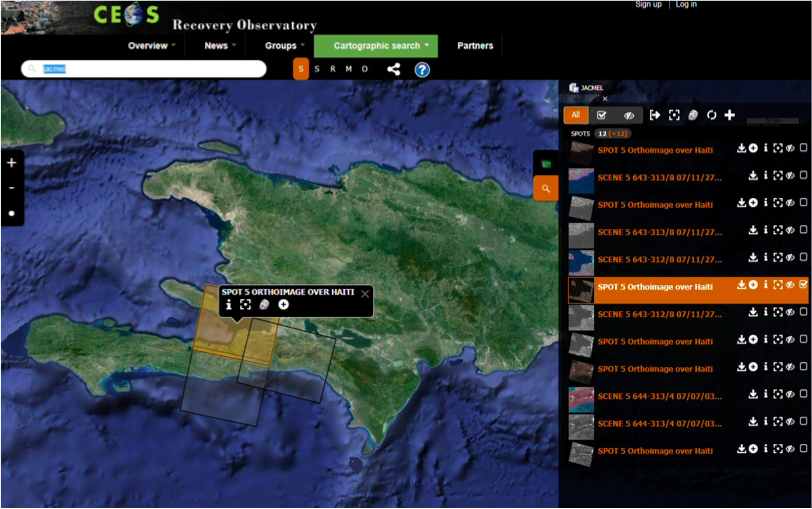 Sign up | Log in
CEOS
Recovery Observatory
Overview News Groups Cartographic search Partners
jacmel
S S R M O
?
JACMEL
All
SPOT5 12 (+12)
SPOT 5 Orthoimage over Haiti
SCENE 5 643-313/8 07/11/27...
SPOT 5 Orthoimage over Haiti
SCENE 5 643-313/8 07/11/27...
SCENE 5 643-312/8 07/11/27...
SPOT 5 Orthoimage over Haiti
SCENE 5 643-312/8 07/11/27...
SPOT 5 Orthoimage over Haiti
SPOT 5 Orthoimage over Haiti
SCENE 5 644-313/4 07/07/03...
SCENE 5 644-313/4 07/07/03...
SPOT 5 Orthoimage over Haiti
SPOT 5 ORTHOIMAGE OVER HAITI